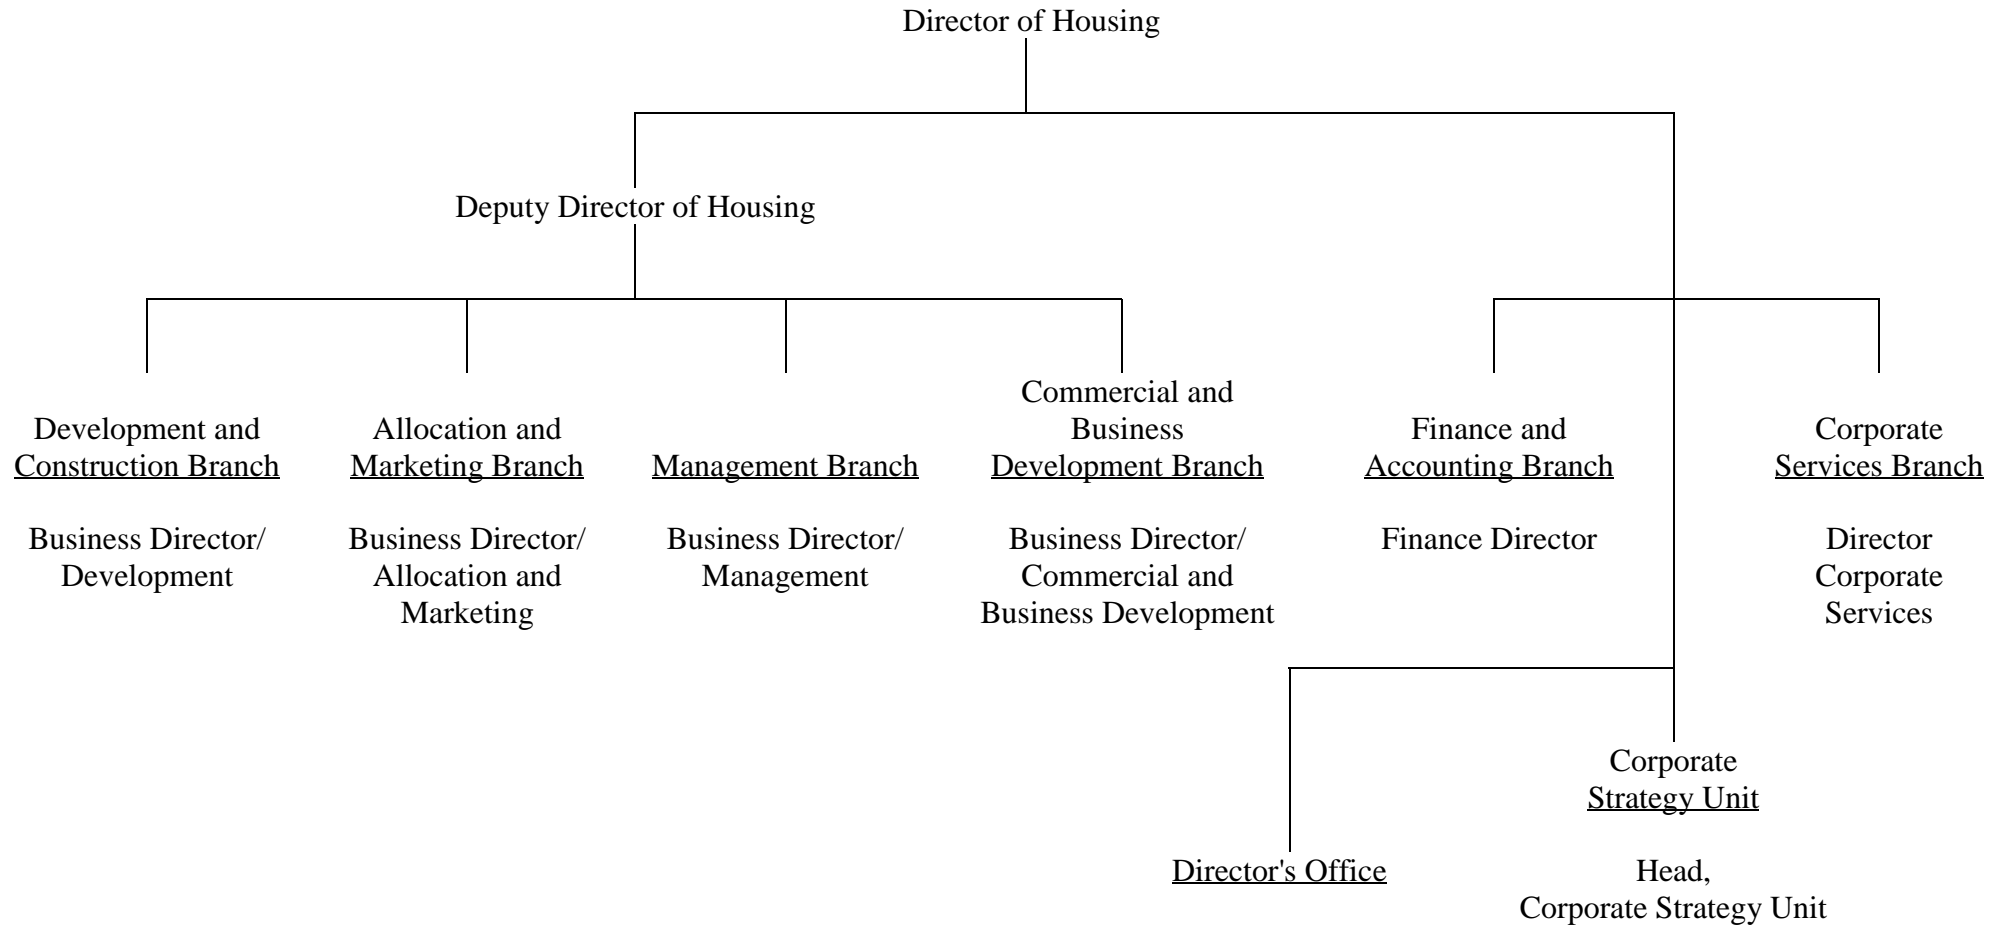 Director of Housing
Deputy Director of Housing
Development and
Construction Branch
Business Director/
Development
Allocation and
Marketing Branch
Business Director/
Allocation and
Marketing
Management Branch
Business Director/
Management
Commercial and
Business
Development Branch
Business Director/
Commercial and
Business Development
Finance and
Accounting Branch
Finance Director
Corporate
Services Branch
Director
Corporate
Services
Director's Office
Corporate
Strategy Unit
Head,
Corporate Strategy Unit